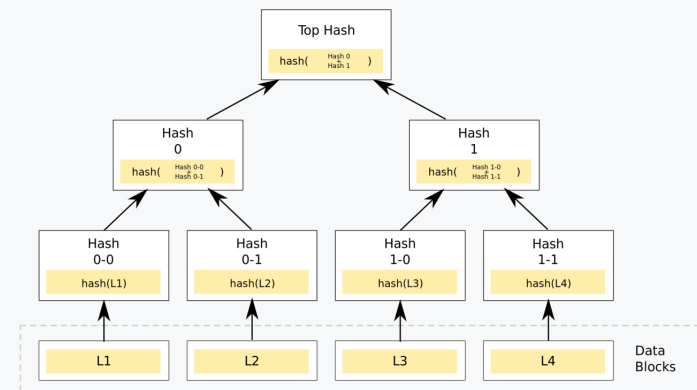 Top Hash
hash( Hash 0 + Hash 1 )
Hash
0
hash( Hash 0-0 + Hash 0-1 )
Hash
1
hash( Hash 1-0 + Hash 1-1 )
Hash
0-0
hash(L1)
Hash
0-1
hash(L2)
Hash
1-0
hash(L3)
Hash
1-1
hash(L4)
L1
L2
L3
L4
Data
Blocks